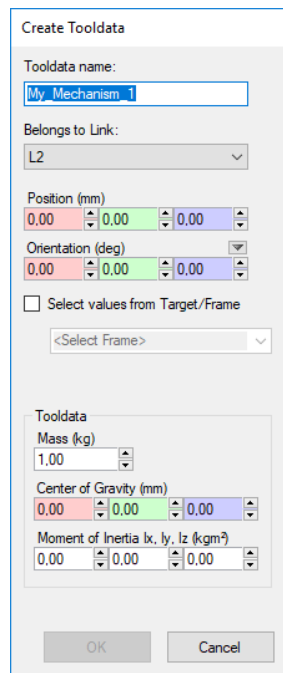 Create Tooldata
Tooldata name:
My_Mechanism_1
Belongs to Link:
L2
Position (mm)
0,00 0,00 0,00
Orientation (deg)
0,00 0,00 0,00
Select values from Target/Frame
<Select Frame>
Tooldata
Mass (kg)
1,00
Center of Gravity (mm)
0,00 0,00 0,00
Moment of Inertia Ix, Iy, Iz (kgm²)
0,00 0,00 0,00
OK Cancel